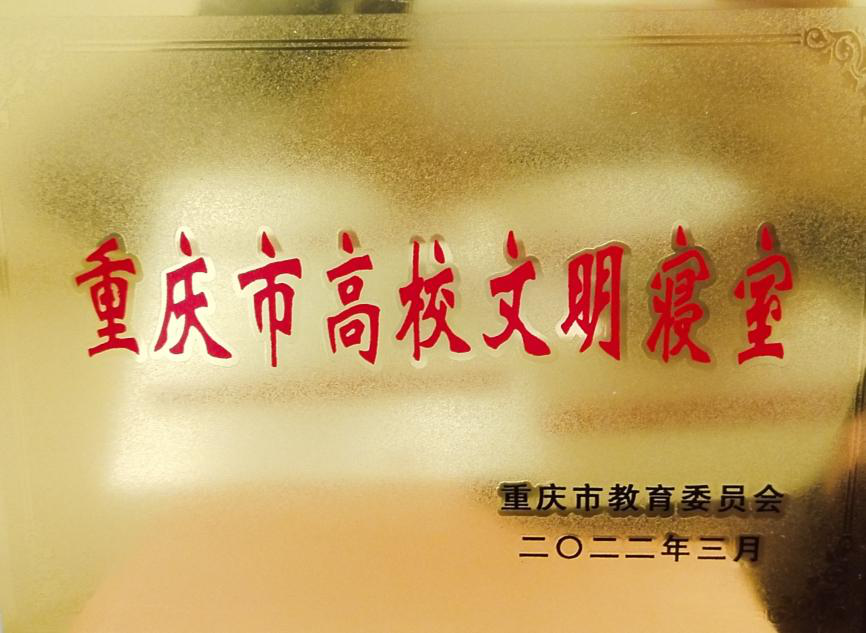 重庆市高校文明寝室
重庆市教育委员会
二〇二二年三月